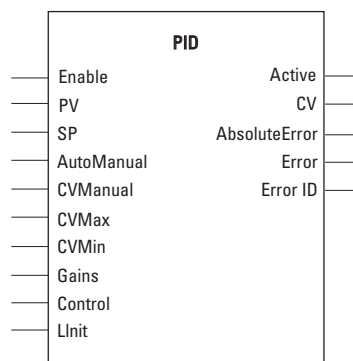 PID
Enable Active
PV CV
SP AbsoluteError
AutoManual Error
CVManual Error ID
CVMax
CVMin
Gains
Control
LInit